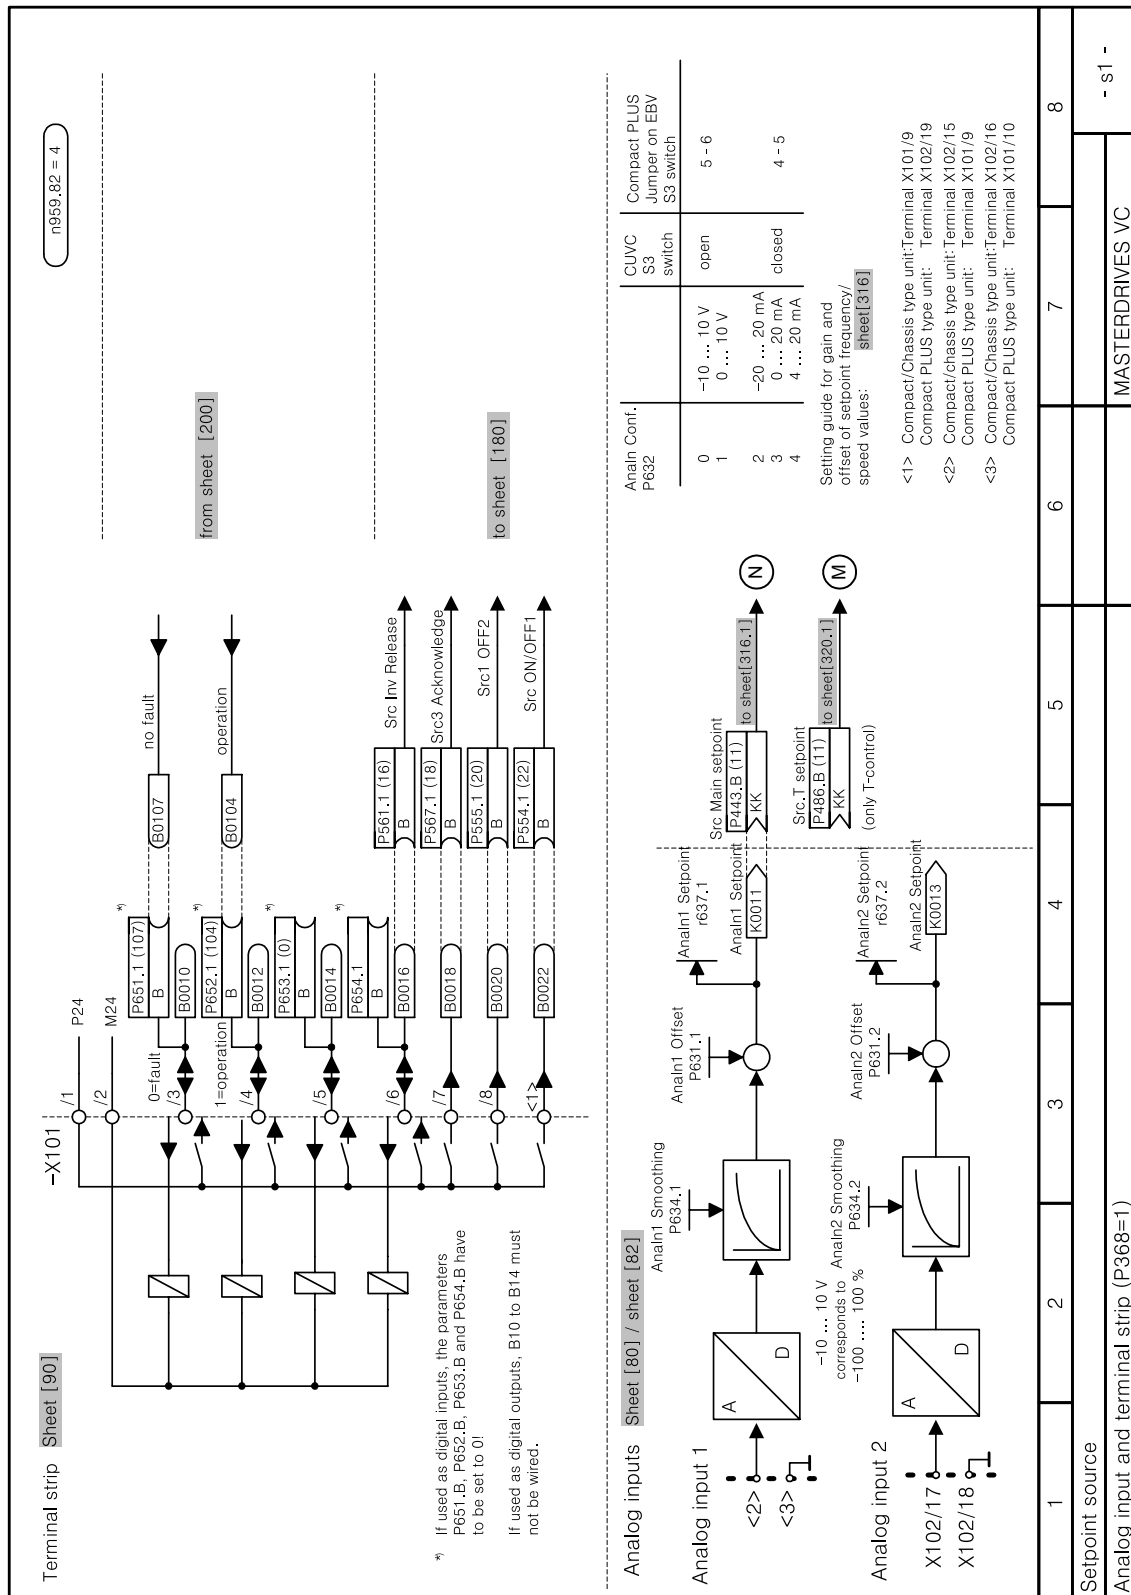 n959.82 = 4
Terminal strip Sheet [90]
-X101
/1
P24
/2
M24
0=fault
/3
P651.1 (107)
*)
B
B0010
B0107
no fault
from sheet [200]
1=operation
/4
P652.1 (104)
*)
B
B0012
B0104
operation
/5
P653.1 (0)
*)
B
B0014
/6
P654.1
*)
B
B0016
P561.1 (16)
B
Src Inv Release
/7
B0018
P567.1 (18)
B
Src3 Acknowledge
/8
B0020
P555.1 (20)
B
Src1 OFF2
<1>
B0022
P554.1 (22)
B
Src ON/OFF1
to sheet [180]
*) If used as digital inputs, the parameters
P651.B, P652.B, P653.B and P654.B have
to be set to 0!
If used as digital outputs, B10 to B14 must
not be wired.
Analog inputs Sheet [80] / sheet [82]
Analog input 1
<2>
<3>
A
D
AnaIn1 Smoothing
P634.1
AnaIn1 Offset
P631.1
AnaIn1 Setpoint
r637.1
AnaIn1 Setpoint
K0011
Src Main setpoint
P443.B (11)
KK
to sheet[316.1]
N
Analog input 2
X102/17
X102/18
−10 .... 10 V
corresponds to
−100 .... 100 %
A
D
AnaIn2 Smoothing
P634.2
AnaIn2 Offset
P631.2
AnaIn2 Setpoint
r637.2
AnaIn2 Setpoint
K0013
Src.T setpoint
P486.B (11)
KK
(only T-control)
to sheet[320.1]
M
AnaIn Conf.
P632
CUVC
S3
switch
Compact PLUS
Jumper on EBV
S3 switch
0 −10 ... 10 V open 5 - 6
1 0 ... 10 V
2 −20 ... 20 mA
3 0 ... 20 mA closed 4 - 5
4 4 ... 20 mA
Setting guide for gain and
offset of setpoint frequency/
speed values: sheet[316]
<1> Compact/Chassis type unit:Terminal X101/9
Compact PLUS type unit: Terminal X102/19
<2> Compact/chassis type unit:Terminal X102/15
Compact PLUS type unit: Terminal X101/9
<3> Compact/Chassis type unit:Terminal X102/16
Compact PLUS type unit: Terminal X101/10
1 2 3 4 5 6 7 8
Setpoint source
- s1 -
Analog input and terminal strip (P368=1)
MASTERDRIVES VC